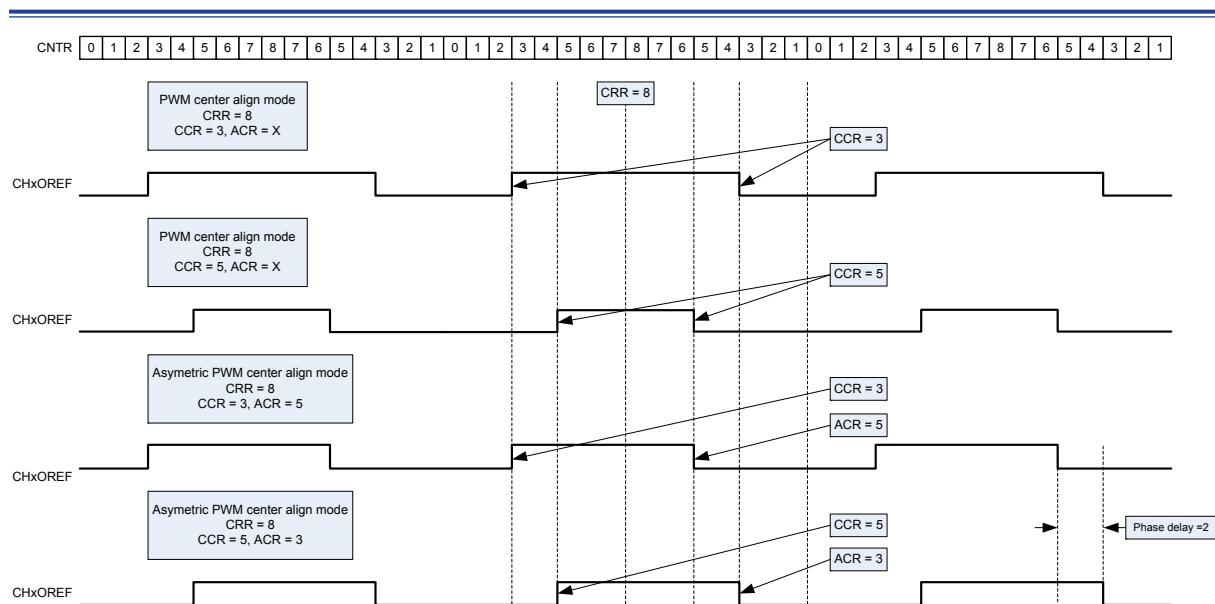 CNTR 0 1 2 3 4 5 6 7 8 7 6 5 4 3 2 1 0 1 2 3 4 5 6 7 8 7 6 5 4 3 2 1 0 1 2 3 4 5 6 7 8 7 6 5 4 3 2 1
PWM center align mode
CRR = 8
CCR = 3, ACR = X
CRR = 8
CCR = 3
CHxOREF
PWM center align mode
CRR = 8
CCR = 5, ACR = X
CCR = 5
CHxOREF
Asymetric PWM center align mode
CRR = 8
CCR = 3, ACR = 5
CCR = 3
ACR = 5
CHxOREF
Asymetric PWM center align mode
CRR = 8
CCR = 5, ACR = 3
CCR = 5
Phase delay =2
ACR = 3
CHxOREF